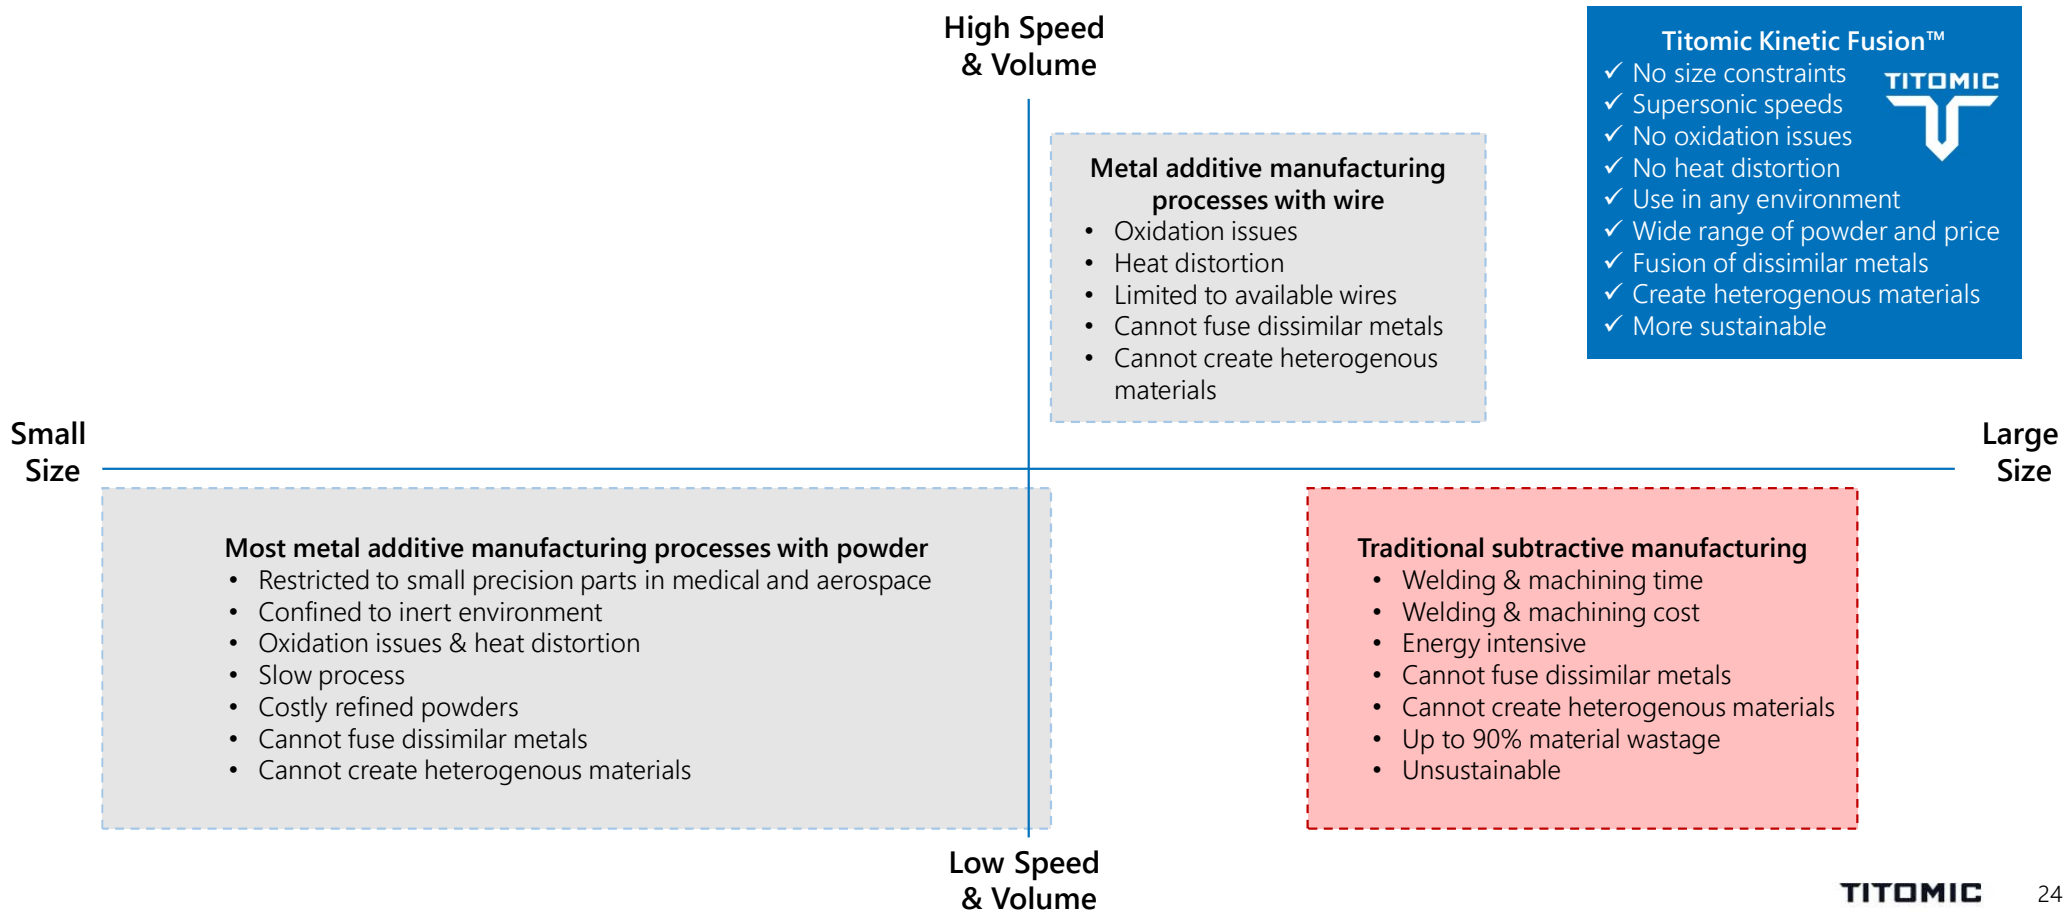 High Speed
& Volume
Titomic Kinetic Fusion™
✓ No size constraints
✓ Supersonic speeds
✓ No oxidation issues
✓ No heat distortion
✓ Use in any environment
✓ Wide range of powder and price
✓ Fusion of dissimilar metals
✓ Create heterogenous materials
✓ More sustainable
TITOMIC
Metal additive manufacturing
processes with wire
• Oxidation issues
• Heat distortion
• Limited to available wires
• Cannot fuse dissimilar metals
• Cannot create heterogenous
materials
Small
Size
Large
Size
Most metal additive manufacturing processes with powder
• Restricted to small precision parts in medical and aerospace
• Confined to inert environment
• Oxidation issues & heat distortion
• Slow process
• Costly refined powders
• Cannot fuse dissimilar metals
• Cannot create heterogenous materials
Traditional subtractive manufacturing
• Welding & machining time
• Welding & machining cost
• Energy intensive
• Cannot fuse dissimilar metals
• Cannot create heterogenous materials
• Up to 90% material wastage
• Unsustainable
Low Speed
& Volume
TITOMIC
24